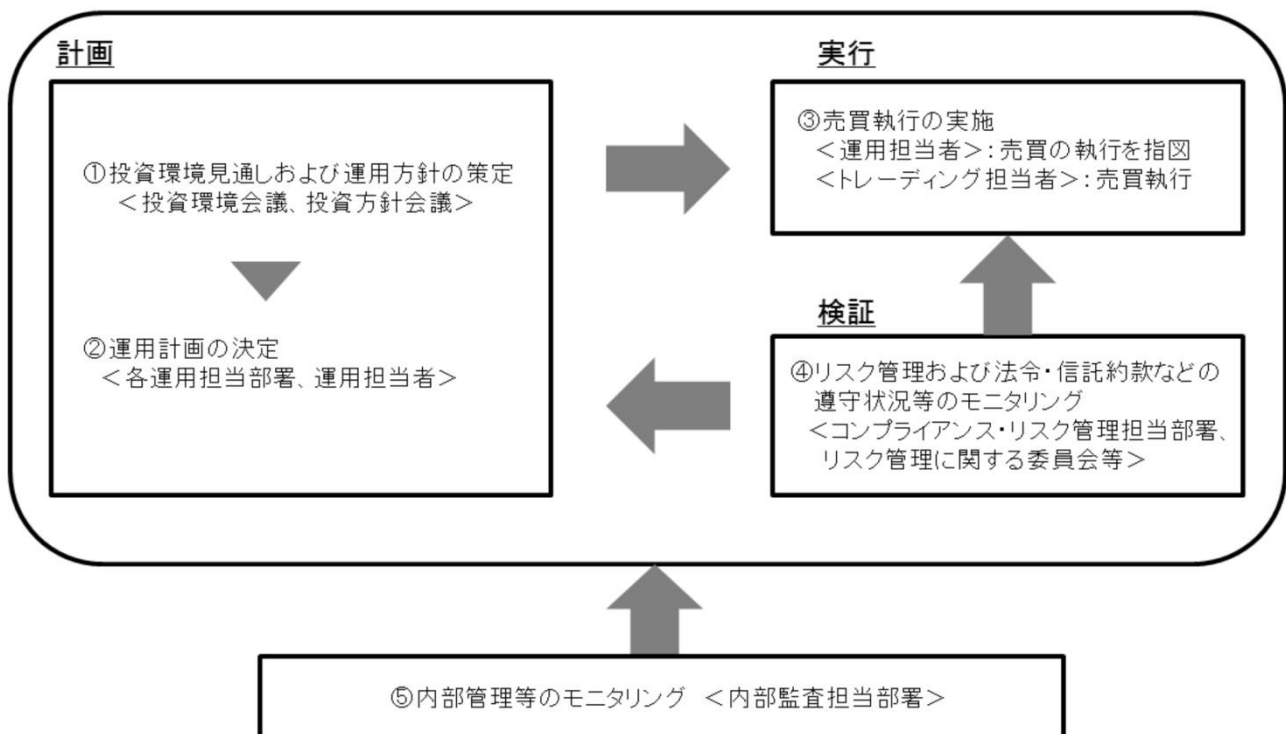 計画
①投資環境見通しおよび運用方針の策定
＜投資環境会議、投資方針会議＞
②運用計画の決定
＜各運用担当部署、運用担当者＞
実行
③売買執行の実施
＜運用担当者＞：売買の執行を指図
＜トレーディング担当者＞：売買執行
検証
④リスク管理および法令・信託約款などの
遵守状況等のモニタリング
＜コンプライアンス・リスク管理担当部署、
リスク管理に関する委員会等＞
⑤内部管理等のモニタリング ＜内部監査担当部署＞